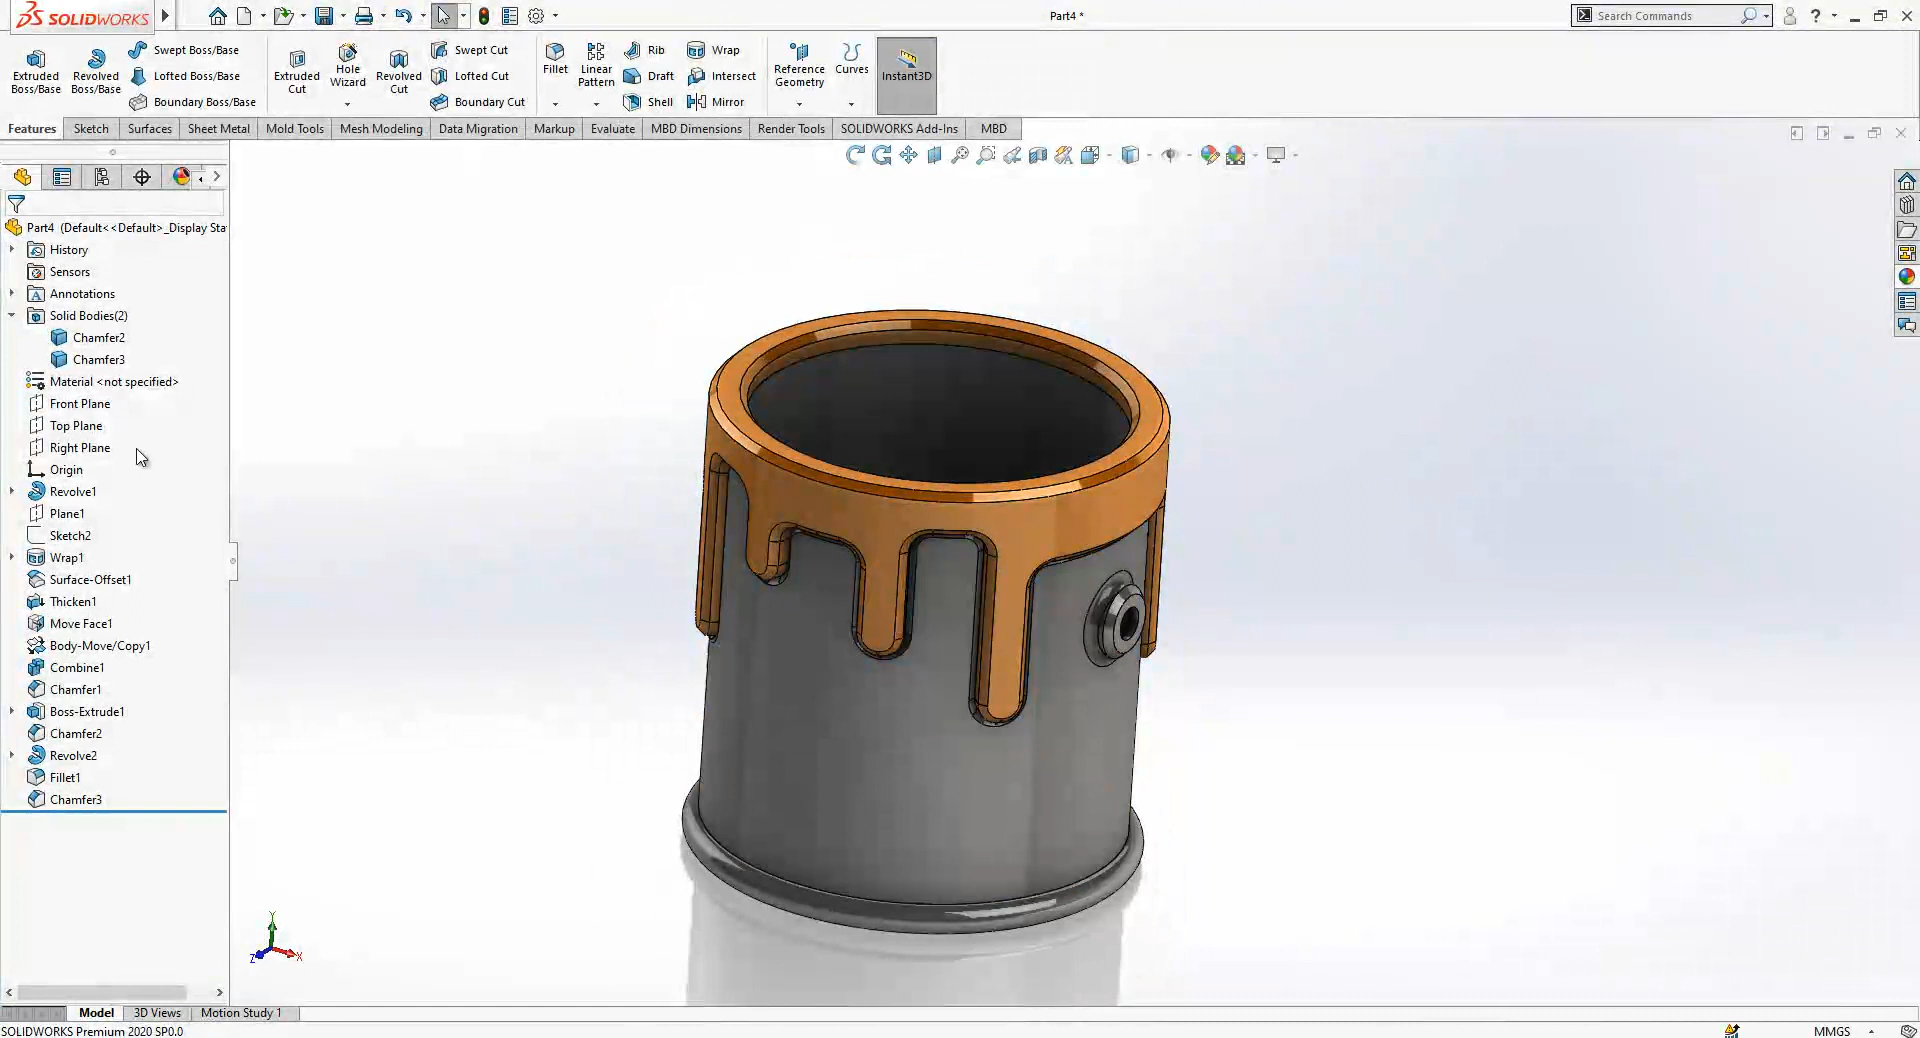 SOLIDWORKS
Part4 *
Search Commands
Extruded Boss/Base
Revolved Boss/Base
Swept Boss/Base
Lofted Boss/Base
Boundary Boss/Base
Extruded Cut
Hole Wizard
Revolved Cut
Swept Cut
Lofted Cut
Boundary Cut
Fillet
Linear Pattern
Rib
Draft
Shell
Wrap
Intersect
Mirror
Reference Geometry
Curves
Instant3D
Features
Sketch
Surfaces
Sheet Metal
Mold Tools
Mesh Modeling
Data Migration
Markup
Evaluate
MBD Dimensions
Render Tools
SOLIDWORKS Add-Ins
MBD
Part4 (Default<<Default>_Display Sta
History
Sensors
Annotations
Solid Bodies(2)
Chamfer2
Chamfer3
Material <not specified>
Front Plane
Top Plane
Right Plane
Origin
Revolve1
Plane1
Sketch2
Wrap1
Surface-Offset1
Thicken1
Move Face1
Body-Move/Copy1
Combine1
Chamfer1
Boss-Extrude1
Chamfer2
Revolve2
Fillet1
Chamfer3
Y
Z
X
Model
3D Views
Motion Study 1
SOLIDWORKS Premium 2020 SP0.0
MMGS